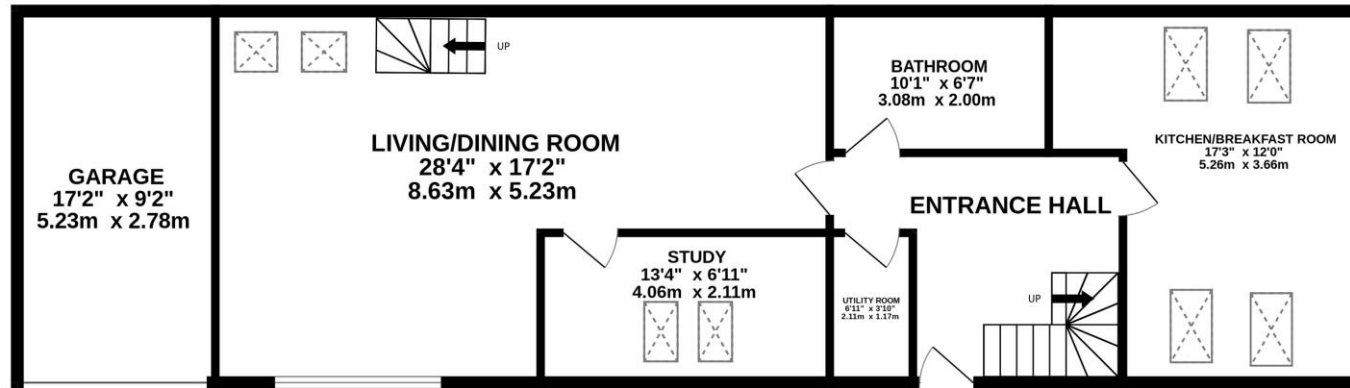 GARAGE
17'2" x 9'2"
5.23m x 2.78m
UP
LIVING/DINING ROOM
28'4" x 17'2"
8.63m x 5.23m
STUDY
13'4" x 6'11"
4.06m x 2.11m
BATHROOM
10'1" x 6'7"
3.08m x 2.00m
ENTRANCE HALL
UTILITY ROOM
6'11" x 3'10"
2.11m x 1.17m
UP
KITCHEN/BREAKFAST ROOM
17'3" x 12'0"
5.26m x 3.66m